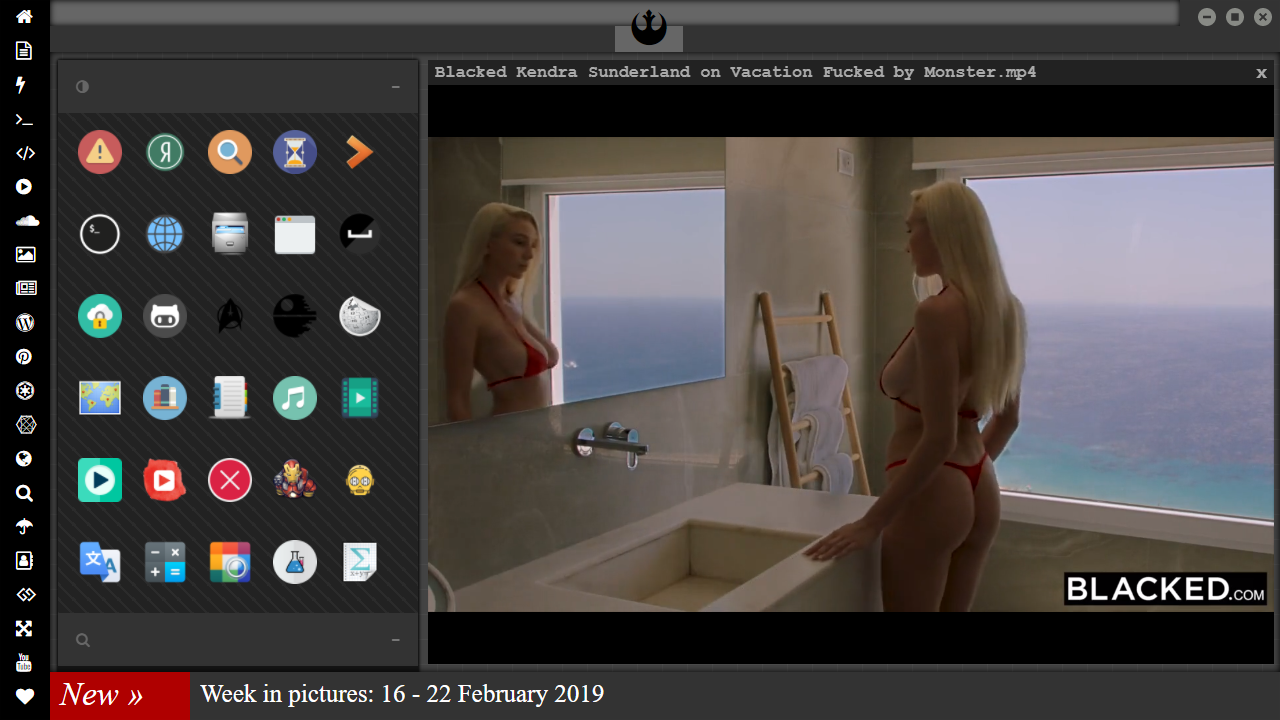 Blacked Kendra Sunderland on Vacation Fucked by Monster.mp4
x
Я
$_
BLACKED.COM
New »
Week in pictures: 16 - 22 February 2019